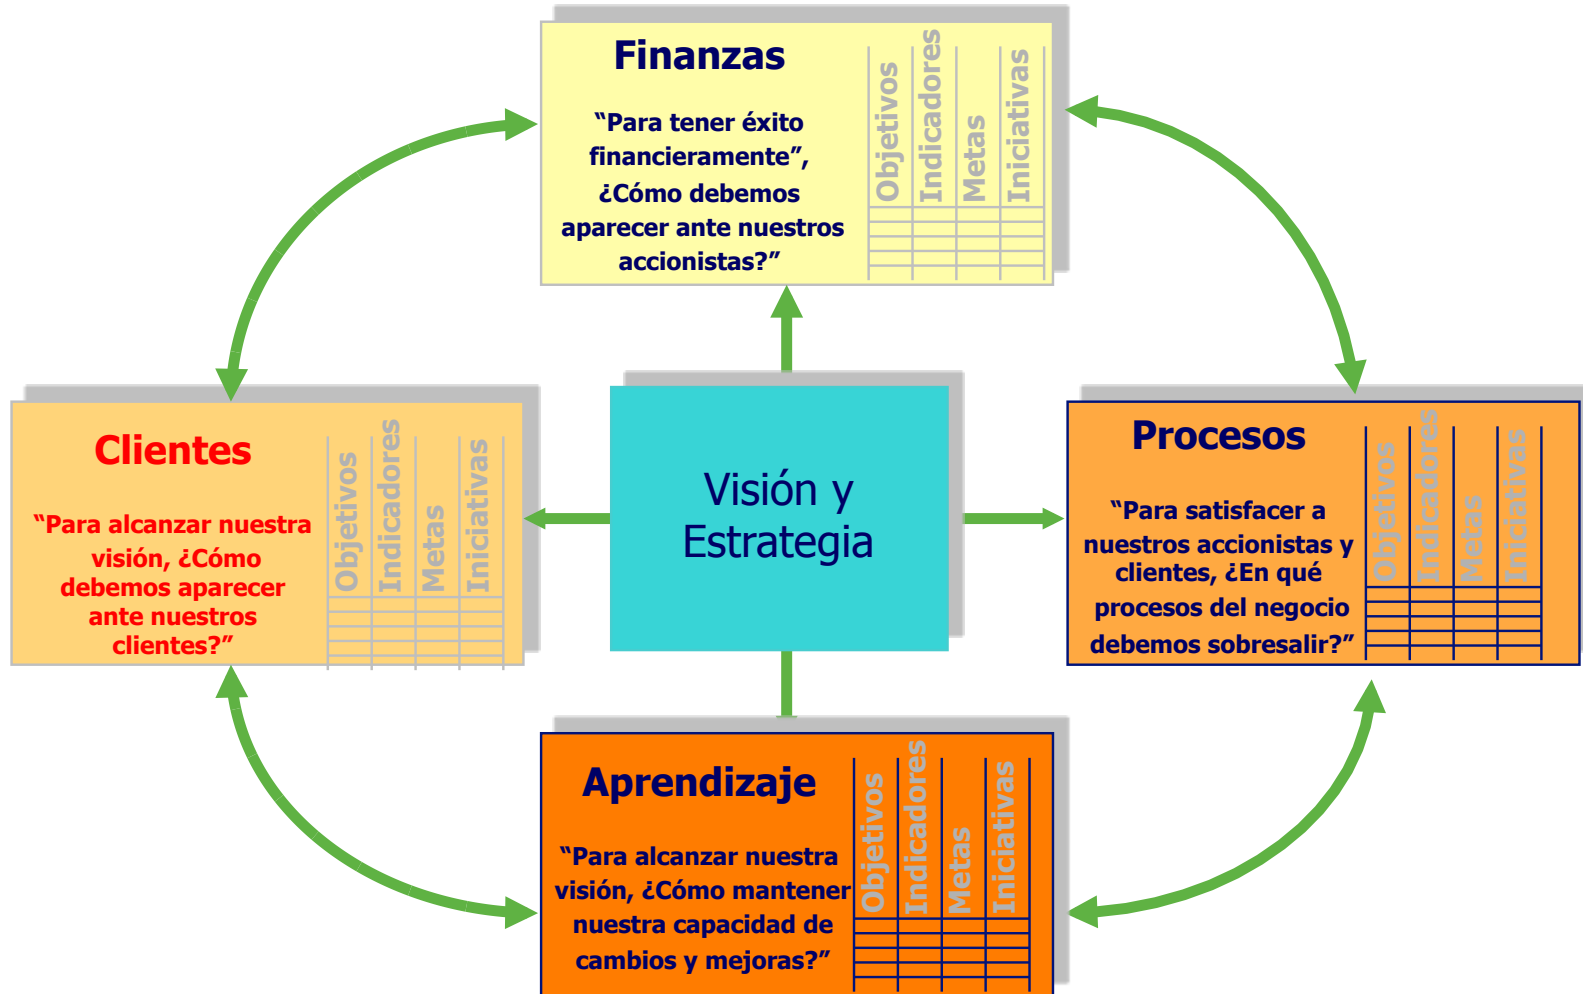 Finanzas
“Para tener éxito
financieramente”,
¿Cómo debemos
aparecer ante nuestros
accionistas?”
Objetivos
Indicadores
Metas
Iniciativas
Clientes
“Para alcanzar nuestra
visión, ¿Cómo
debemos aparecer
ante nuestros
clientes?”
Objetivos
Indicadores
Metas
Iniciativas
Visión y
Estrategia
Procesos
“Para satisfacer a
nuestros accionistas y
clientes, ¿En qué
procesos del negocio
debemos sobresalir?”
Objetivos
Indicadores
Metas
Iniciativas
Aprendizaje
“Para alcanzar nuestra
visión, ¿Cómo mantener
nuestra capacidad de
cambios y mejoras?”
Objetivos
Indicadores
Metas
Iniciativas